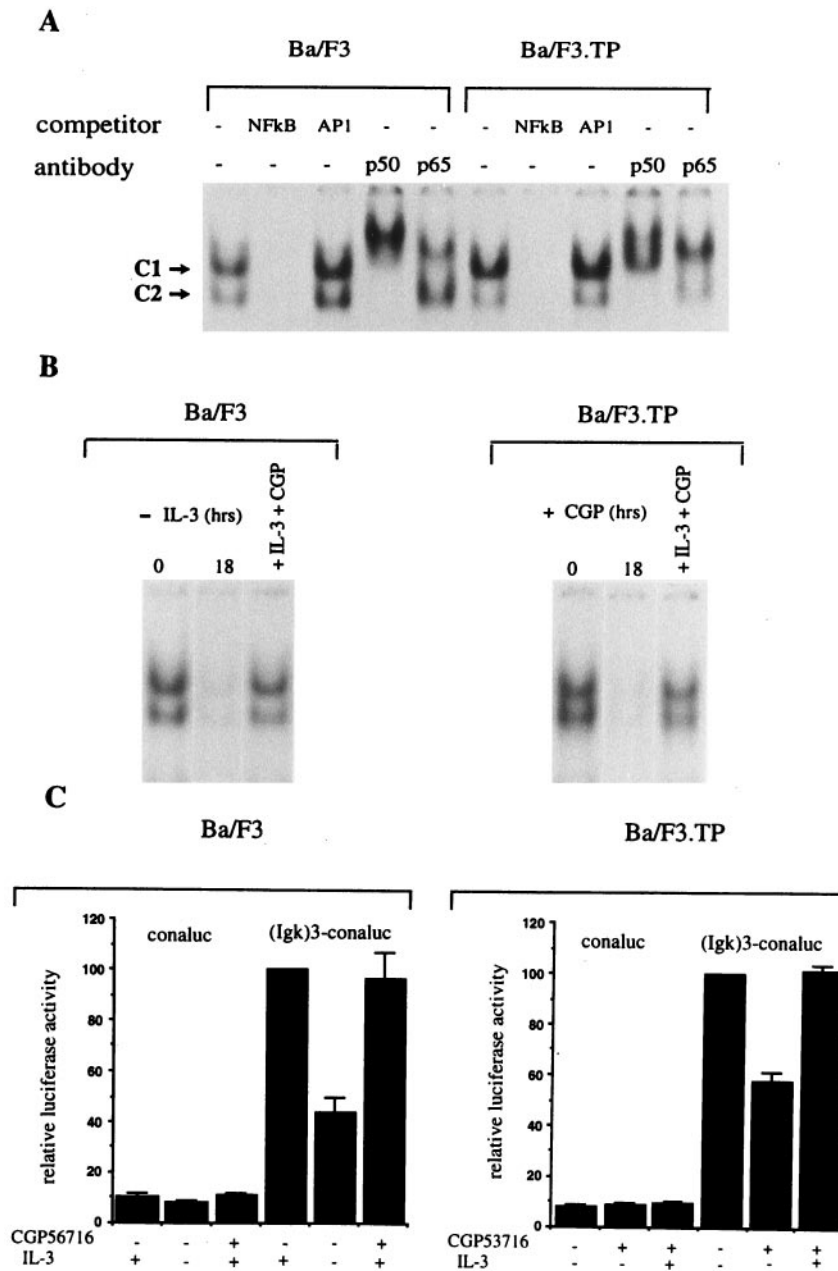 A
Ba/F3 Ba/F3.TP
competitor - NFkB AP1 - - - NFkB AP1 - -
antibody - - - p50 p65 - - - p50 p65
C1
C2
B
Ba/F3 Ba/F3.TP
– IL-3 (hrs) + IL-3 + CGP + CGP (hrs) + IL-3 + CGP
0 18 0 18
C
Ba/F3 Ba/F3.TP
conaluc (Igk)3-conaluc
relative luciferase activity
120
100
80
60
40
20
0
CGP56716 - - + - - +
IL-3 + - + + - +
conaluc (Igk)3-conaluc
relative luciferase activity
120
100
80
60
40
20
0
CGP53716 - + + - + +
IL-3 - - + - - +